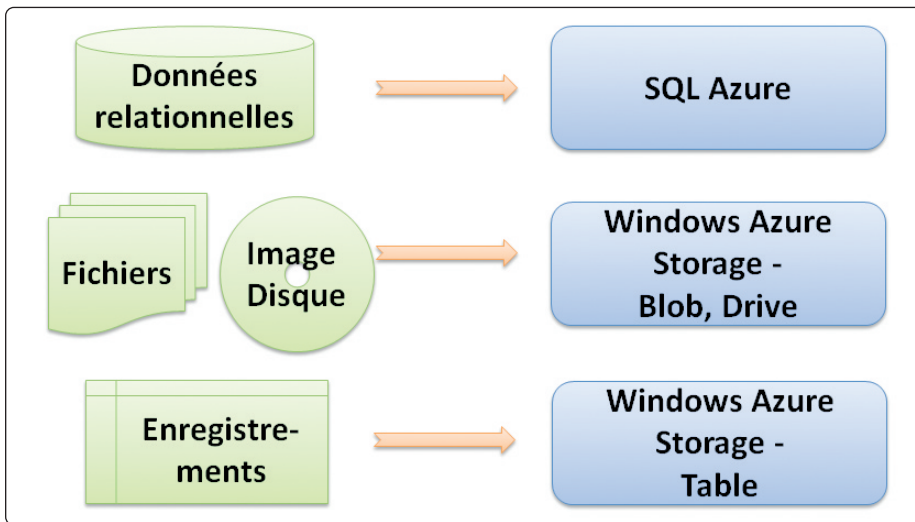 Données
relationnelles
SQL Azure
Fichiers
Image
Disque
Windows Azure
Storage -
Blob, Drive
Enregistre-
ments
Windows Azure
Storage -
Table